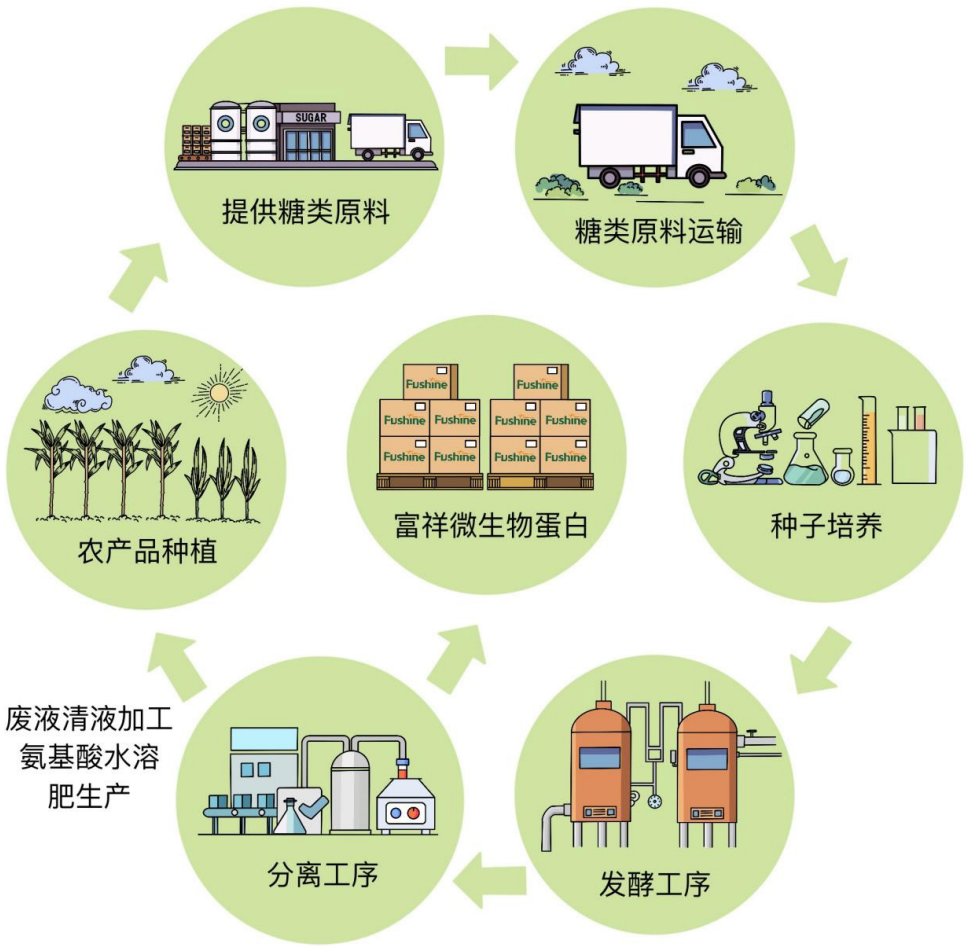 SUGAR
提供糖类原料
糖类原料运输
农产品种植
Fushine
Fushine
Fushine Fushine
Fushine Fushine
Fushine Fushine
Fushine Fushine
富祥微生物蛋白
种子培养
废液清液加工
氨基酸水溶
肥生产
分离工序
发酵工序